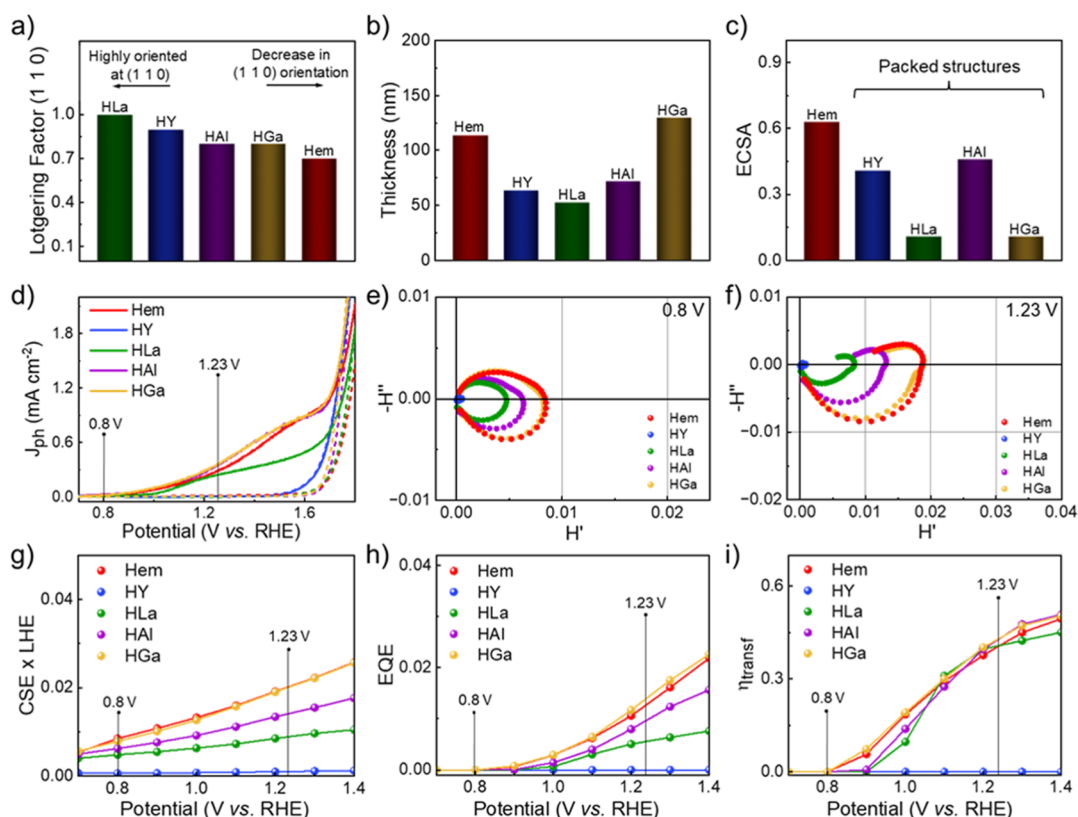 a)
Highly oriented
at (1 1 0)
Decrease in
(1 1 0) orientation
Lotgering Factor (1 1 0)
1.0
0.7
0.4
0.1
HLa
HY
HAl
HGa
Hem
b)
Thickness (nm)
200
150
100
50
0
Hem
HY
HLa
HAl
HGa
c)
Packed structures
ECSA
0.9
0.6
0.3
0.0
Hem
HY
HLa
HAl
HGa
d)
Jph (mA cm-2)
1.8
1.2
0.6
0.0
Hem
HY
HLa
HAl
HGa
1.23 V
0.8 V
0.8 1.0 1.2 1.4 1.6
Potential (V vs. RHE)
e)
0.8 V
-H''
0.01
0.00
−0.01
Hem
HY
HLa
HAl
HGa
0.00 0.01 0.02
H'
f)
1.23 V
-H''
0.01
0.00
−0.01
−0.02
Hem
HY
HLa
HAl
HGa
0.00 0.01 0.02 0.03 0.04
H'
g)
CSE x LHE
0.04
0.02
0.00
Hem
HY
HLa
HAl
HGa
1.23 V
0.8 V
0.8 1.0 1.2 1.4
Potential (V vs. RHE)
h)
EQE
0.04
0.02
0.00
Hem
HY
HLa
HAl
HGa
1.23 V
0.8 V
0.8 1.0 1.2 1.4
Potential (V vs. RHE)
i)
ηtransf
0.6
0.3
0.0
Hem
HY
HLa
HAl
HGa
1.23 V
0.8 V
0.8 1.0 1.2 1.4
Potential (V vs. RHE)